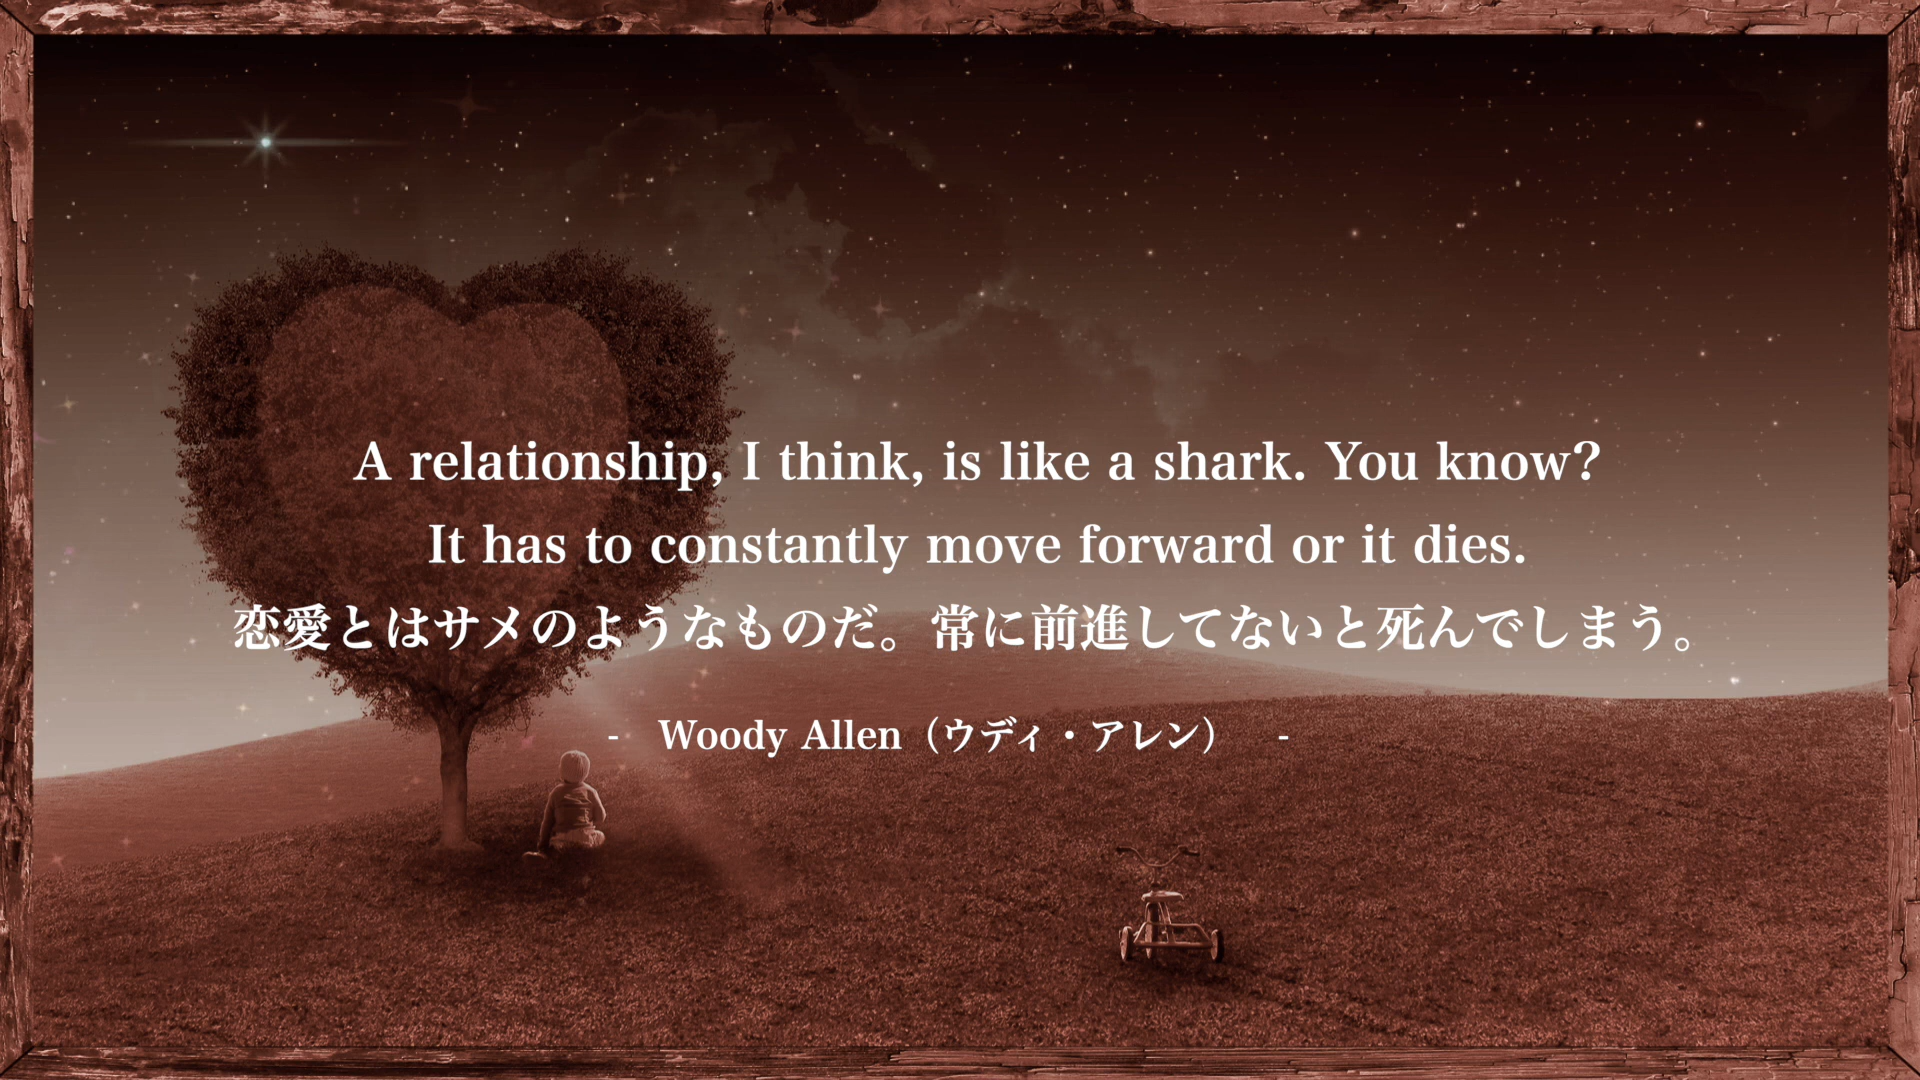 A relationship, I think, is like a shark. You know?
It has to constantly move forward or it dies.
恋愛とはサメのようなものだ。常に前進してないと死んでしまう。
- Woody Allen（ウディ・アレン） -